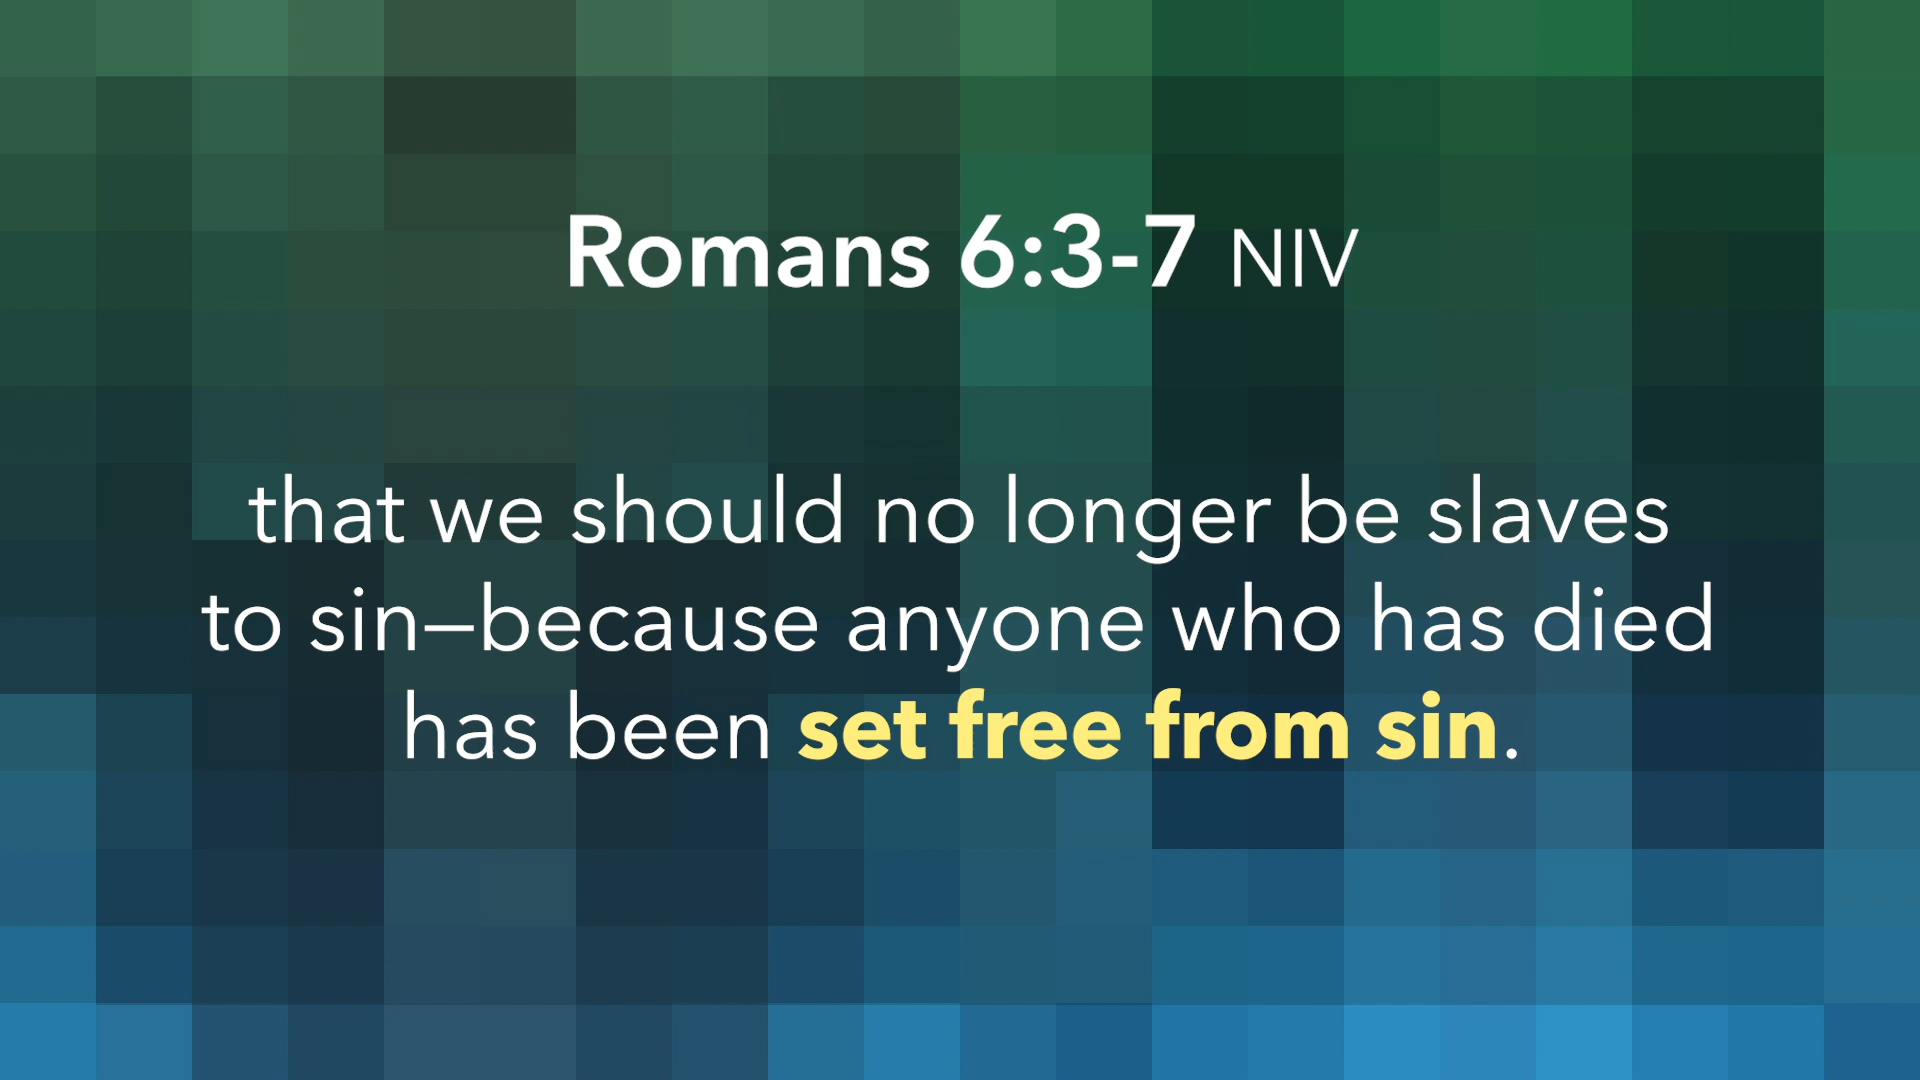 Romans 6:3-7 NIV
that we should no longer be slaves
to sin—because anyone who has died
has been set free from sin.